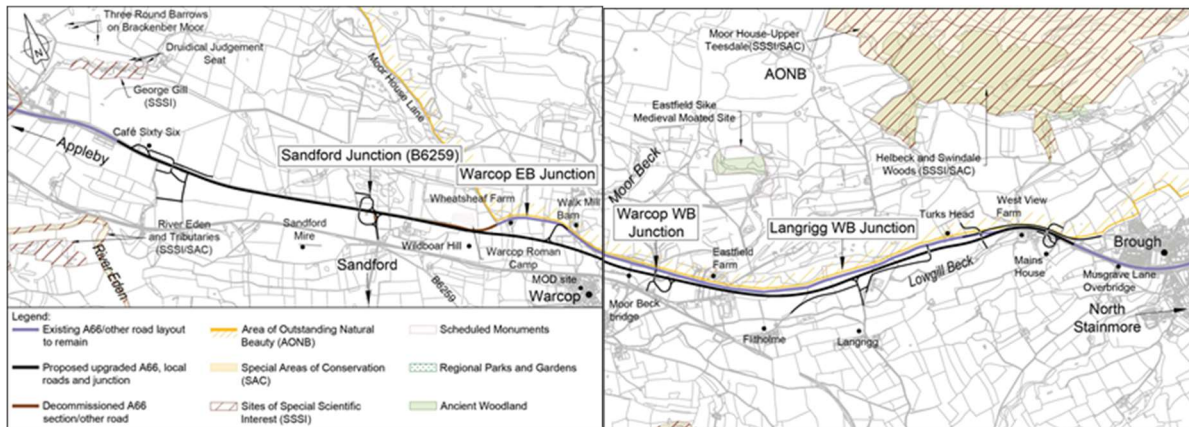 Three Round Barrows
on Brackenber Moor
Druidical Judgement
Seat
N
George Gill
(SSSI)
Café Sixty Six
Appleby
Moor House Lane
Sandford Junction (B6259)
Warcop EB Junction
Wheatsheaf Farm
Walk Mill
Barn
River Eden
and Tributaries
(SSSI/SAC)
River Eden
Sandford
Mire
Wildboar Hill
Warcop Roman
Camp
Sandford
B6259
MOD site
Warcop
Moor House-Upper
Teesdale(SSSI/SAC)
AONB
Eastfield Sike
Medieval Moated Site
Moor Beck
Helbeck and Swindale
Woods (SSSI/SAC)
Warcop WB
Junction
Langrigg WB Junction
Turks Head
West View
Farm
Eastfield
Farm
Lowgill Beck
Mains
House
Brough
Musgrave Lane
Overbridge
Moor Beck
bridge
Flitholme
Langrigg
North
Stainmore
Legend:
Existing A66/other road layout
to remain
Proposed upgraded A66, local
roads and junction
Decommissioned A66
section/other road
Area of Outstanding Natural
Beauty (AONB)
Special Areas of Conservation
(SAC)
Sites of Special Scientific
Interest (SSSI)
Scheduled Monuments
Regional Parks and Gardens
Ancient Woodland